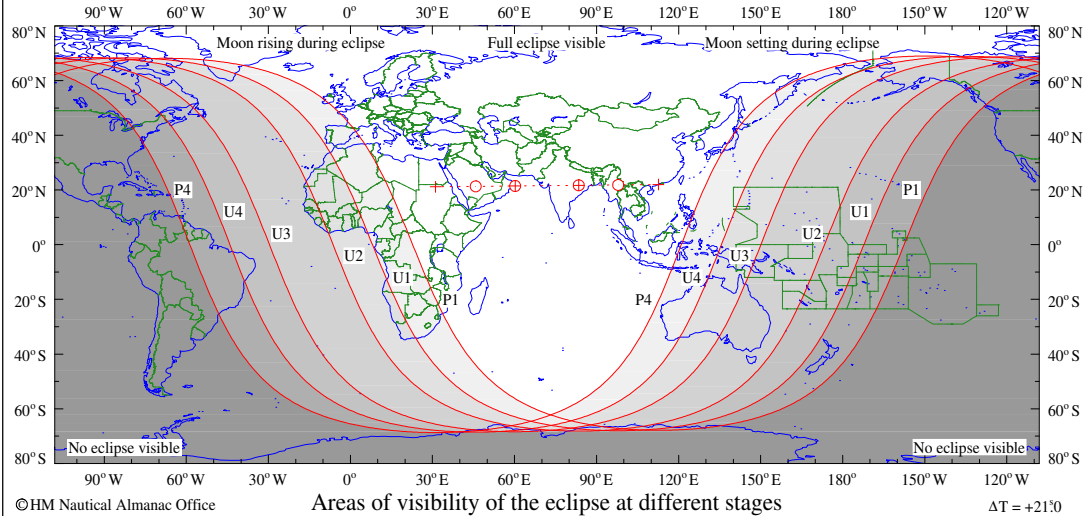 80° N 90° W 60° W 30° W 0° 30° E 60° E 90° E 120° E 150° E 180° 150° W 120° W 80° N
Moon rising during eclipse Full eclipse visible Moon setting during eclipse
60° N 60° N
40° N 40° N
20° N P4 P1 20° N
U4 U1
U3 U2
0° 0°
U2 U3
U1 U4
20° S P1 P4 20° S
40° S 40° S
60° S 60° S
No eclipse visible No eclipse visible
80° S 80° S
90° W 60° W 30° W 0° 30° E 60° E 90° E 120° E 150° E 180° 150° W 120° W
©HM Nautical Almanac Office Areas of visibility of the eclipse at different stages ΔT = +21ˢ.0